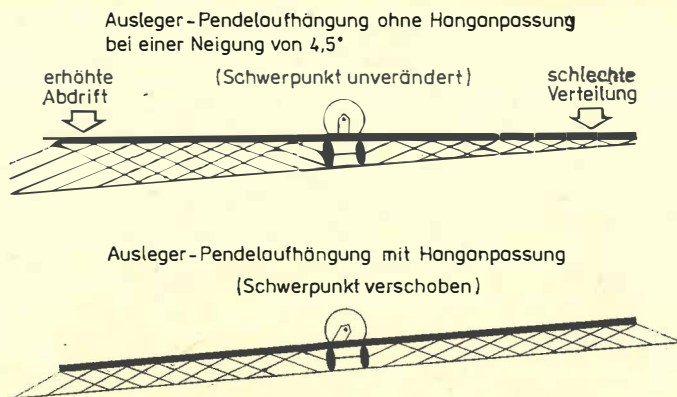 Ausleger-Pendelaufhängung ohne Hanganpassung
bei einer Neigung von 4,5°
erhöhte
Abdrift
(Schwerpunkt unverändert)
schlechte
Verteilung
Ausleger-Pendelaufhängung mit Hanganpassung
(Schwerpunkt verschoben)